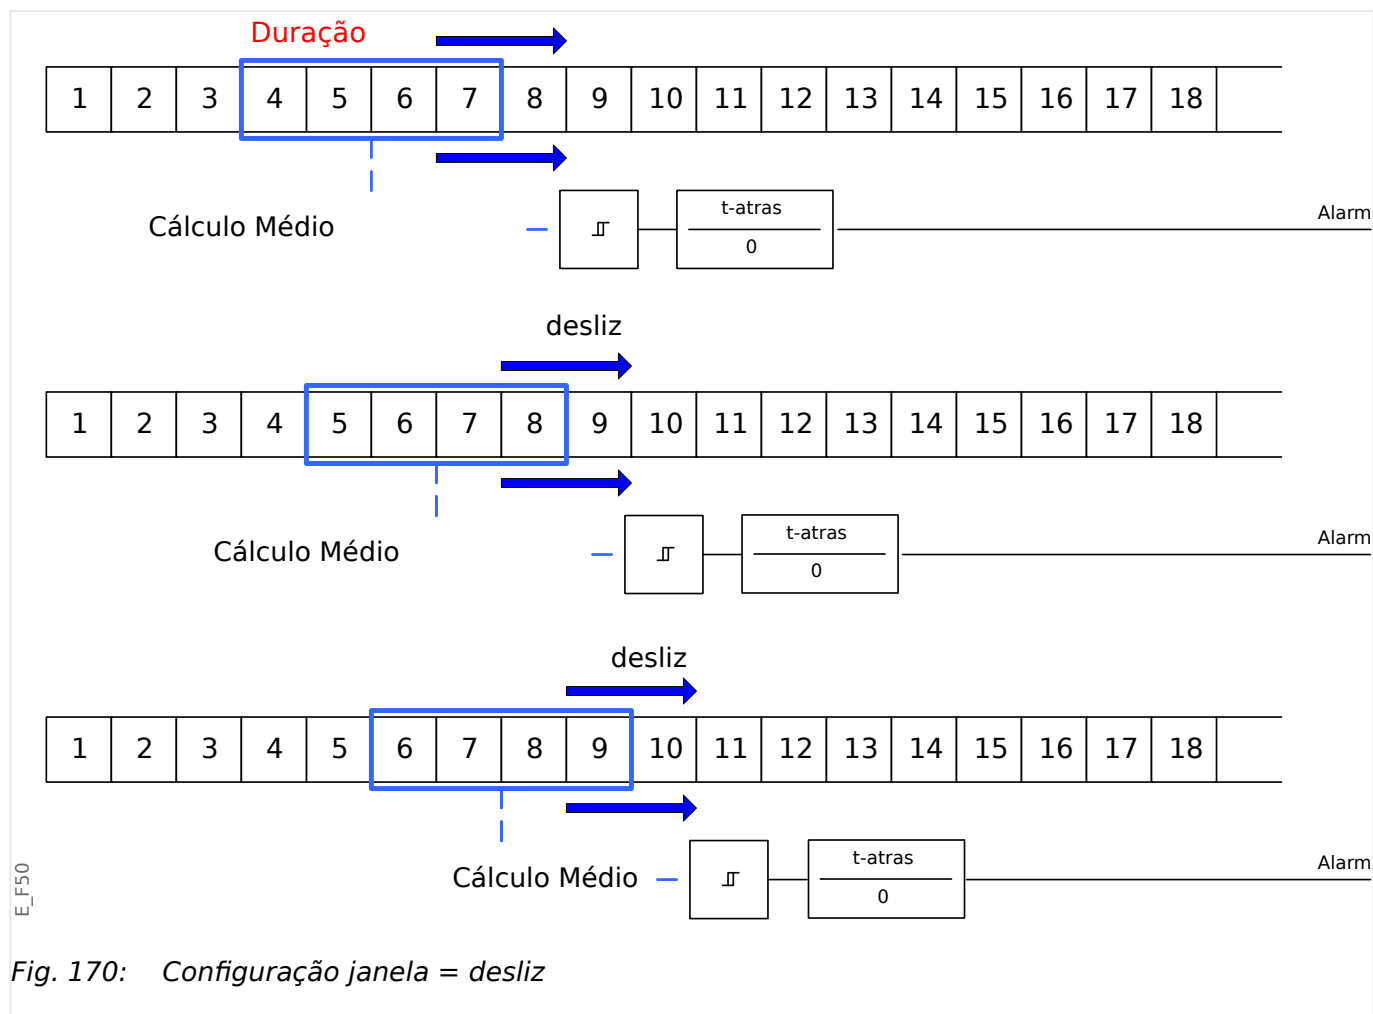 Duração
1 2 3 4 5 6 7 8 9 10 11 12 13 14 15 16 17 18
t-atras
Alarm
Cálculo Médio
0
desliz
1 2 3 4 5 6 7 8 9 10 11 12 13 14 15 16 17 18
t-atras
Alarm
Cálculo Médio
0
desliz
1 2 3 4 5 6 7 8 9 10 11 12 13 14 15 16 17 18
t-atras
Alarm
Cálculo Médio
0
E_F50
Fig. 170: Configuração janela = desliz